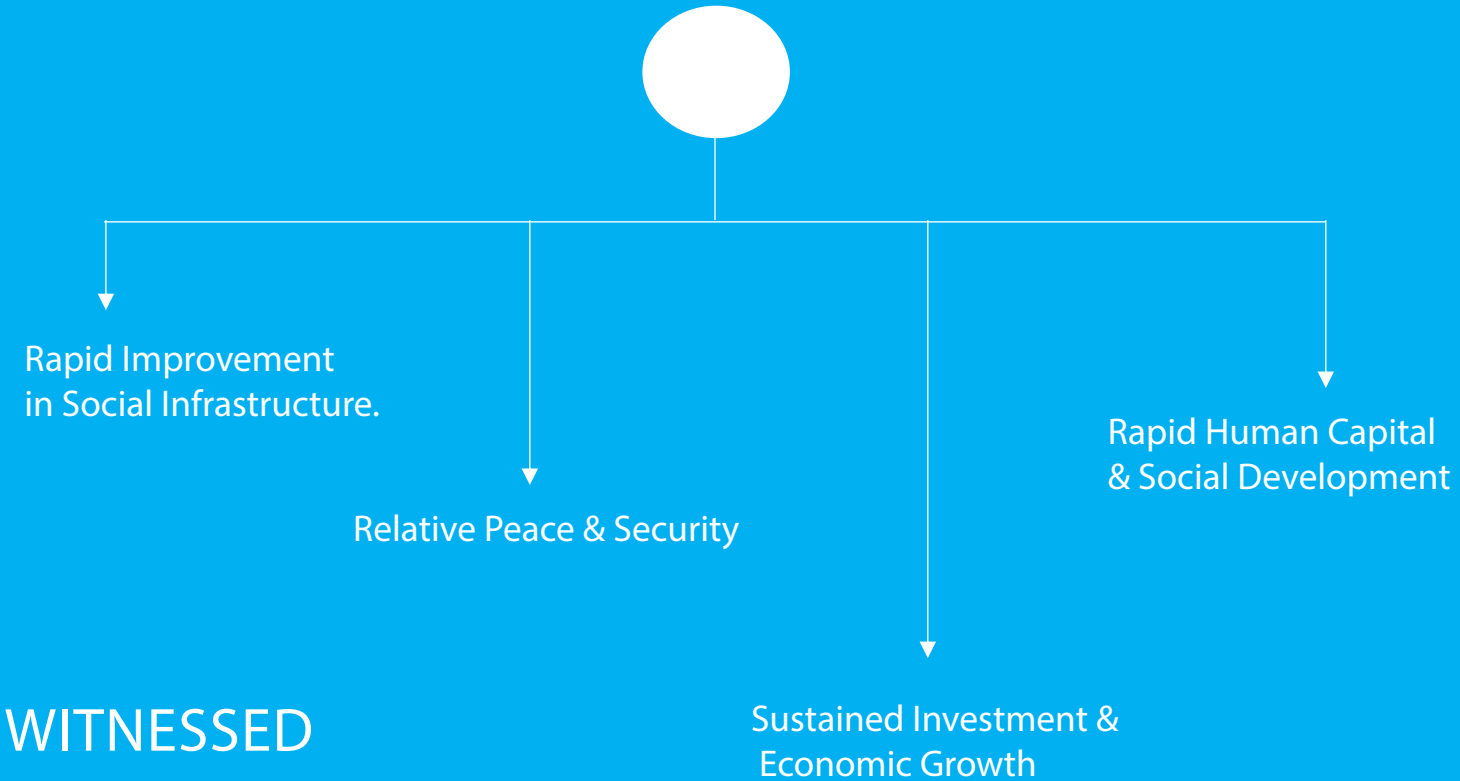 Rapid Improvement
in Social Infrastructure.
Relative Peace & Security
Rapid Human Capital
& Social Development
WITNESSED
Sustained Investment &
Economic Growth